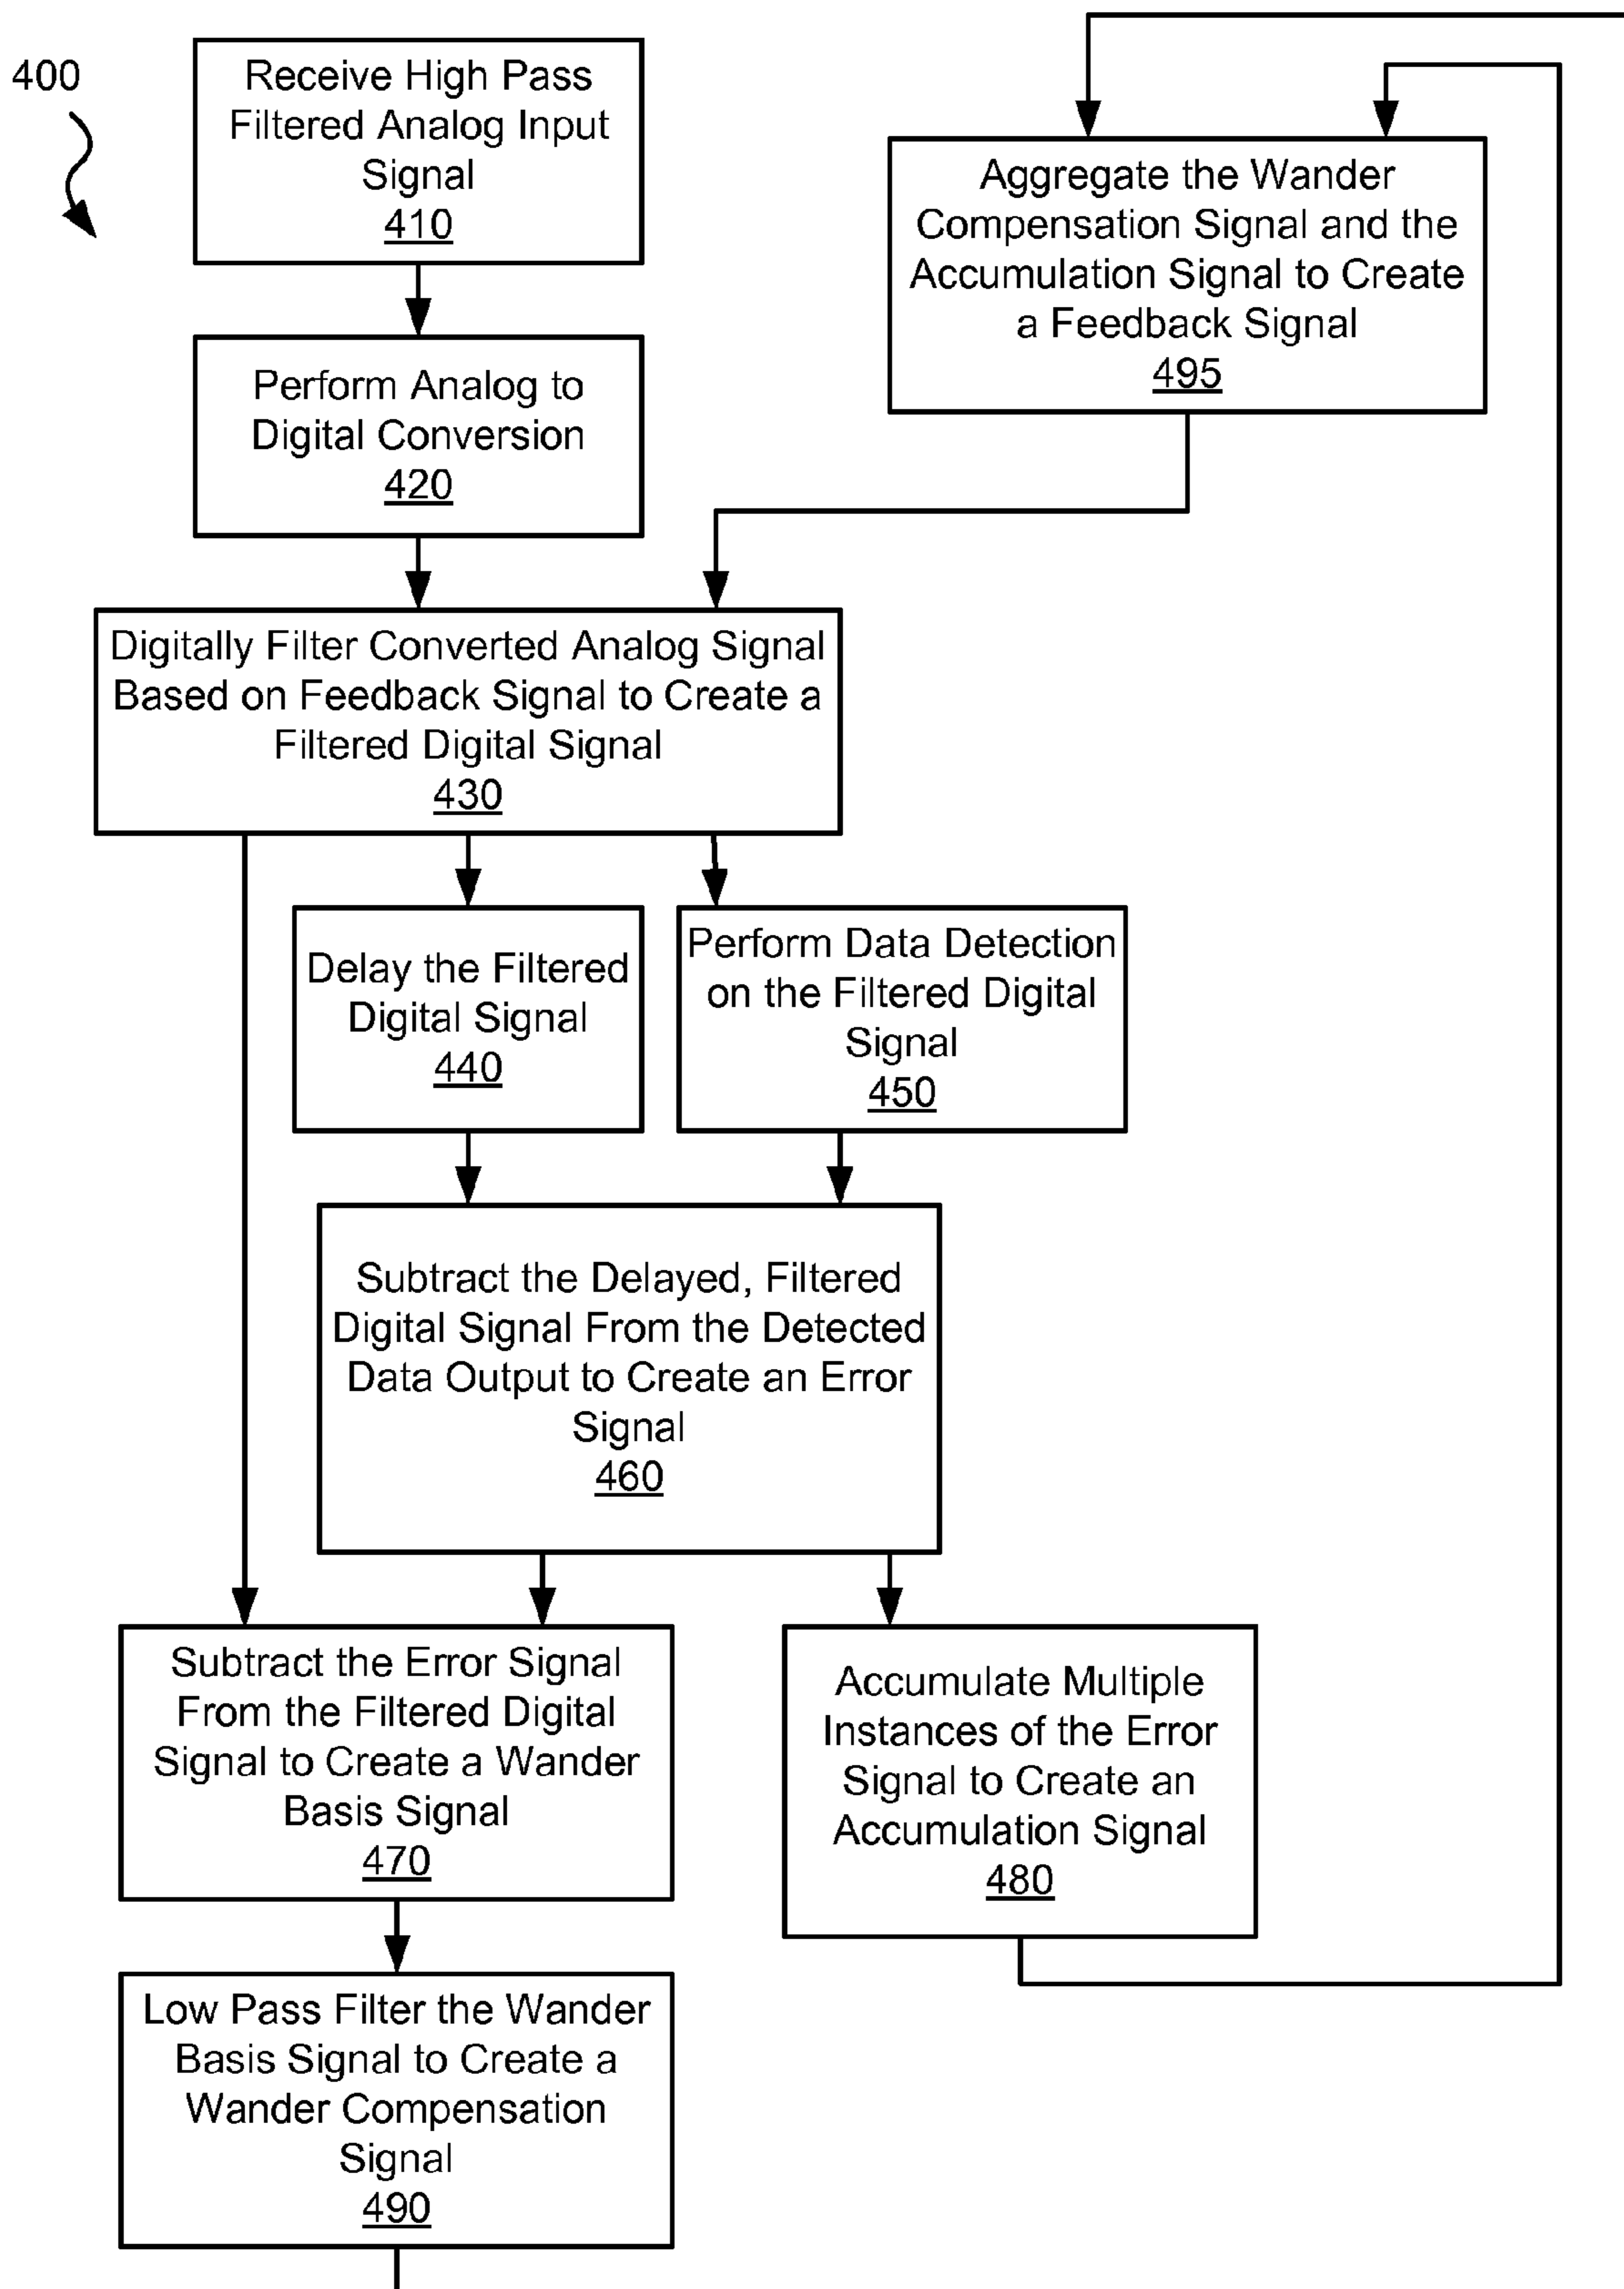 400
Receive High Pass
Filtered Analog Input
Signal
410
Perform Analog to
Digital Conversion
420
Aggregate the Wander
Compensation Signal and the
Accumulation Signal to Create
a Feedback Signal
495
Digitally Filter Converted Analog Signal
Based on Feedback Signal to Create a
Filtered Digital Signal
430
Delay the Filtered
Digital Signal
440
Perform Data Detection
on the Filtered Digital
Signal
450
Subtract the Delayed, Filtered
Digital Signal From the Detected
Data Output to Create an Error
Signal
460
Subtract the Error Signal
From the Filtered Digital
Signal to Create a Wander
Basis Signal
470
Accumulate Multiple
Instances of the Error
Signal to Create an
Accumulation Signal
480
Low Pass Filter the Wander
Basis Signal to Create a
Wander Compensation
Signal
490